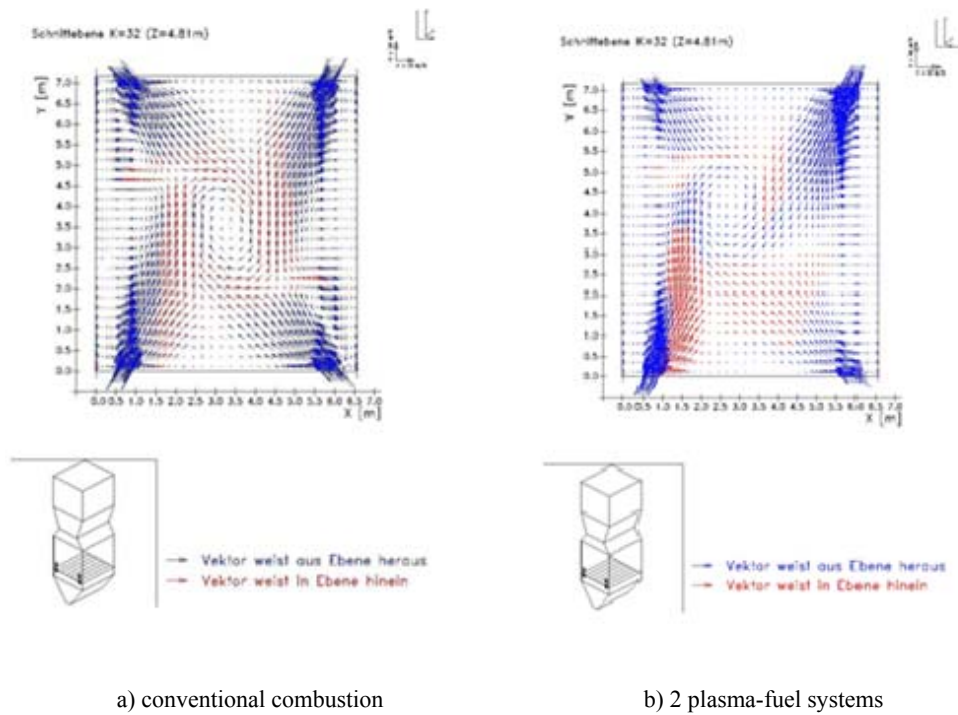 Schnittebene K=32 (Z=4.81m)
Y [m]
7.0
6.5
6.0
5.5
5.0
4.5
4.0
3.5
3.0
2.5
2.0
1.5
1.0
0.5
0.0
0.0 0.5 1.0 1.5 2.0 2.5 3.0 3.5 4.0 4.5 5.0 5.5 6.0 6.5 7.0
X [m]
Vektor weist aus Ebene heraus
Vektor weist in Ebene hinein
a) conventional combustion
Schnittebene K=32 (Z=4.81m)
Y [m]
7.0
6.5
6.0
5.5
5.0
4.5
4.0
3.5
3.0
2.5
2.0
1.5
1.0
0.5
0.0
0.0 0.5 1.0 1.5 2.0 2.5 3.0 3.5 4.0 4.5 5.0 5.5 6.0 6.5 7.0
X [m]
Vektor weist aus Ebene heraus
Vektor weist in Ebene hinein
b) 2 plasma-fuel systems